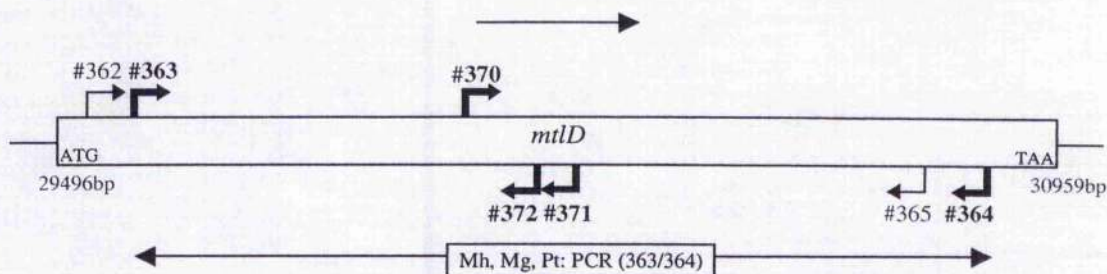 #362 #363 #370
mtlD
ATG TAA
29496bp 30959bp
#372 #371 #365 #364
Mh, Mg, Pt: PCR (363/364)